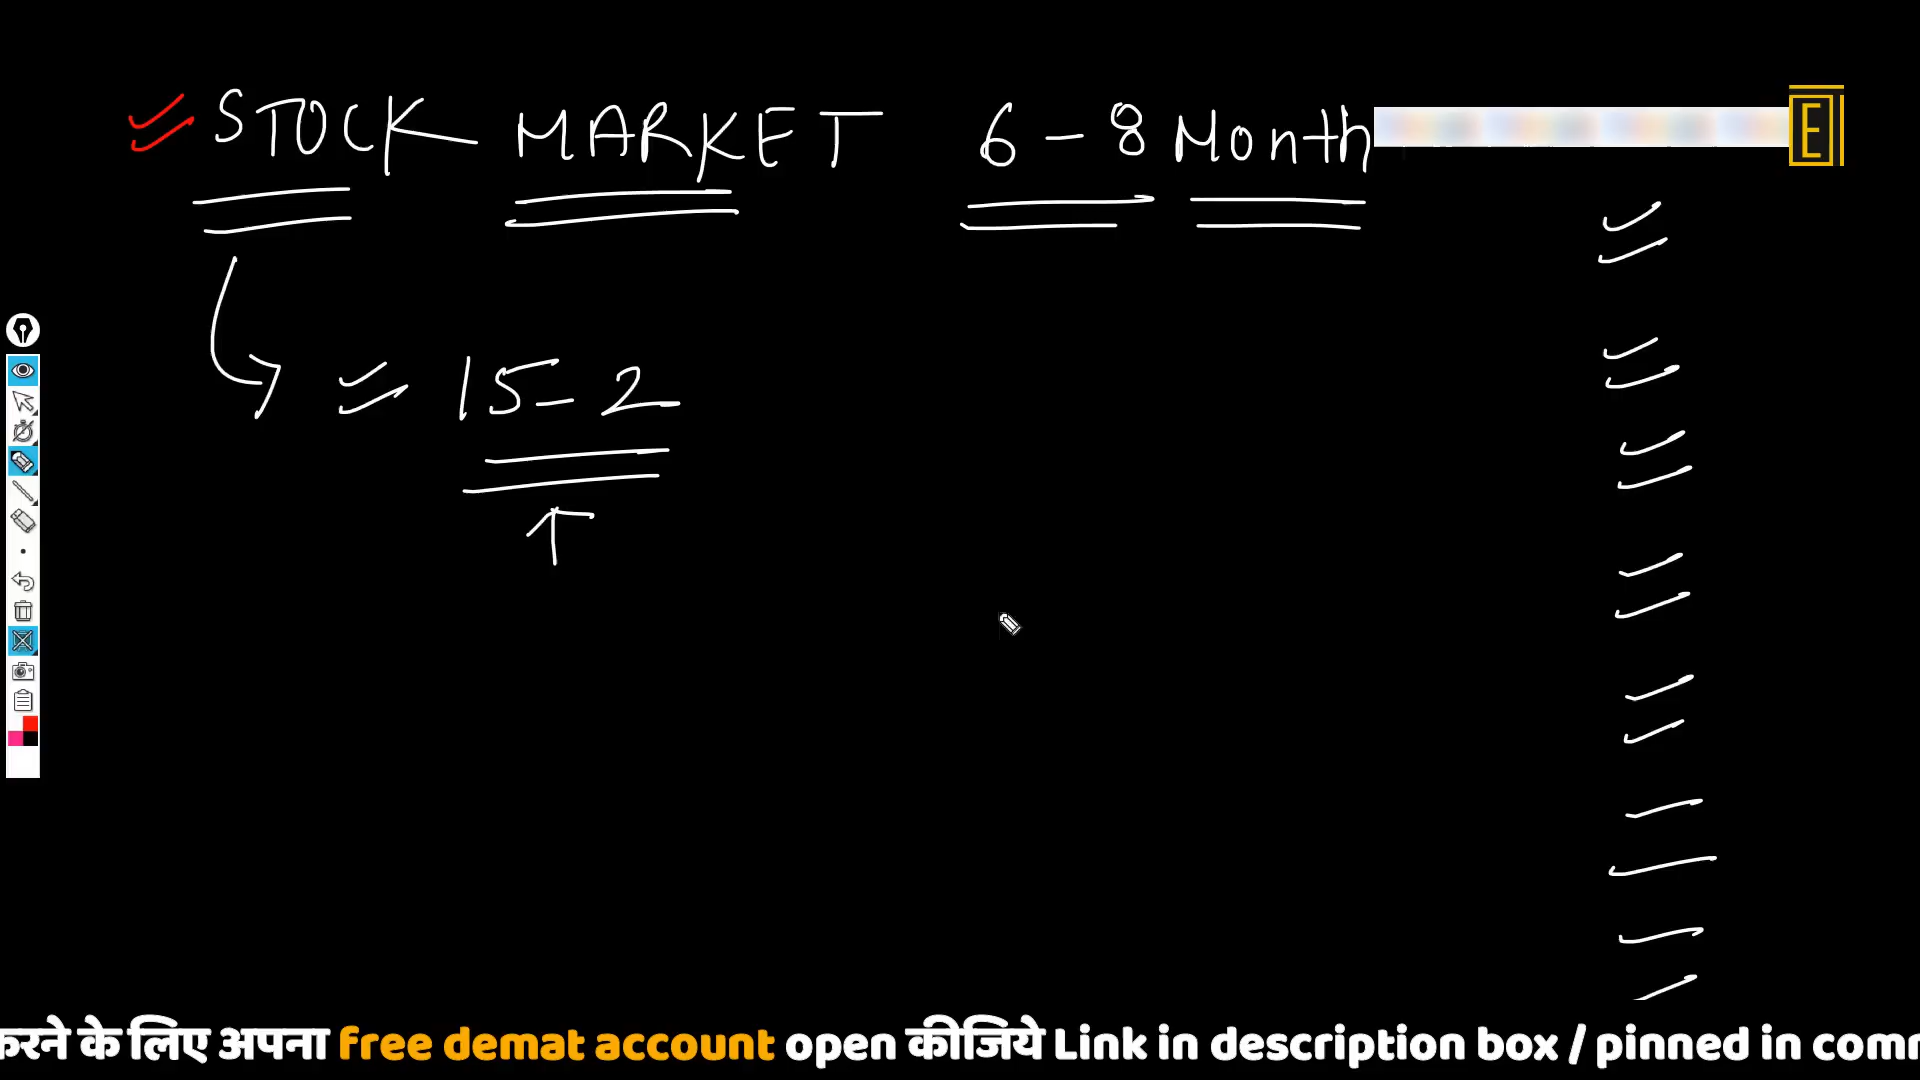 STOCK MARKET 6-8 Month
E
15-2
करने के लिए अपना free demat account open कीजिये Link in description box / pinned in comm